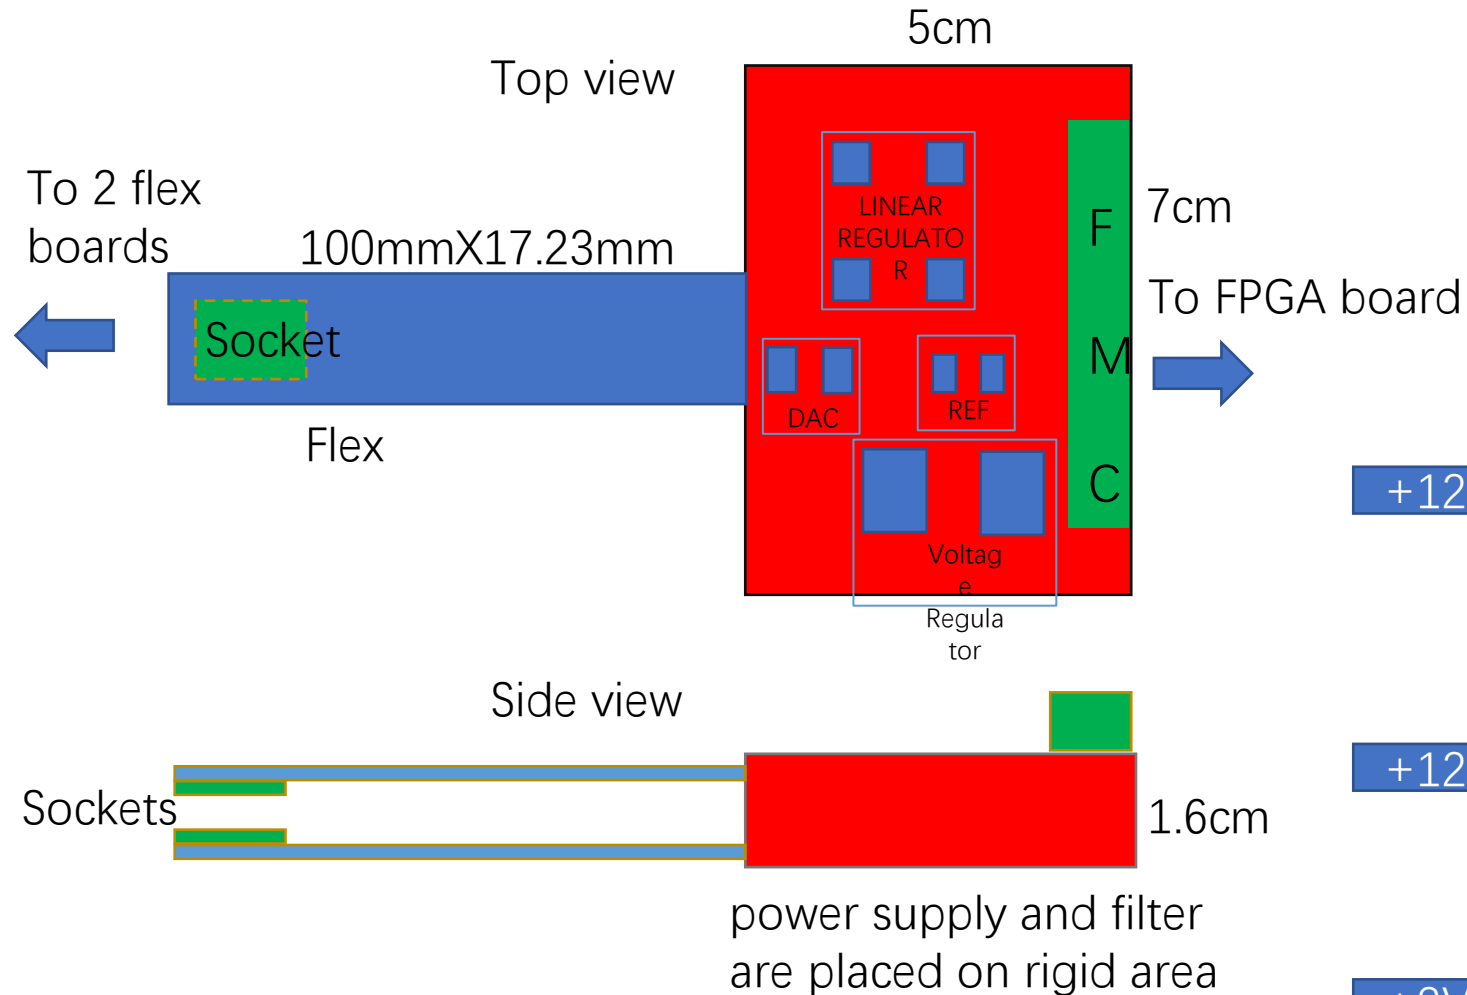 5cm
Top view
To 2 flex
boards
100mmX17.23mm
LINEAR
REGULATO
R
F
7cm
To FPGA board
Socket
M
DAC
REF
Flex
C
+12
Voltag
e
Regula
tor
Side view
+12
Sockets
1.6cm
power supply and filter
are placed on rigid area